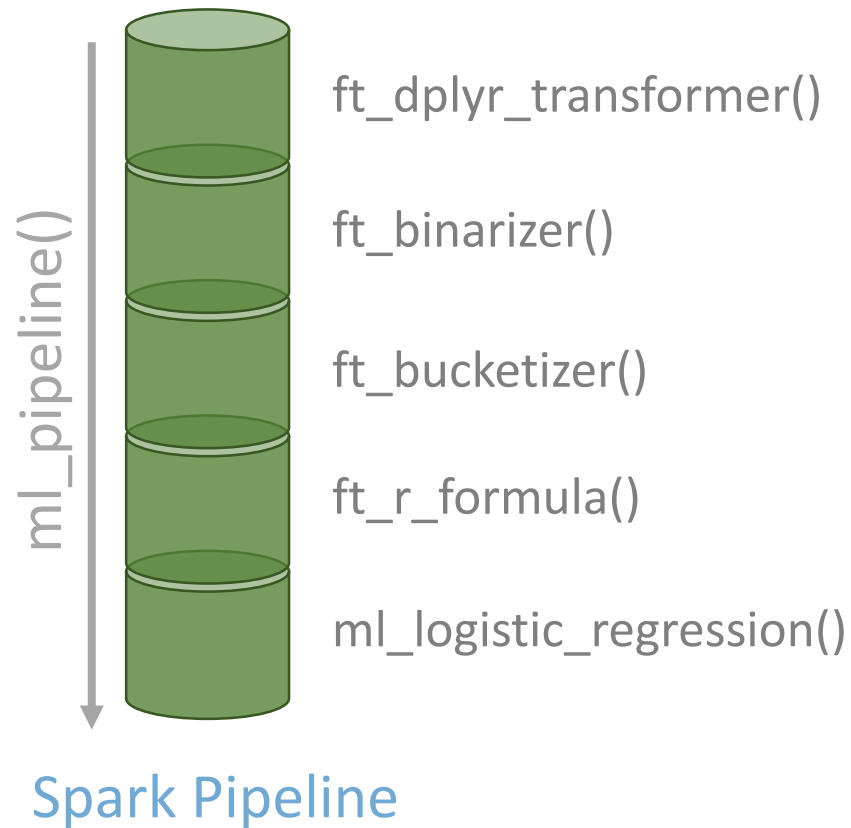 ml_pipeline()
ft_dplyr_transformer()
ft_binarizer()
ft_bucketizer()
ft_r_formula()
ml_logistic_regression()
Spark Pipeline